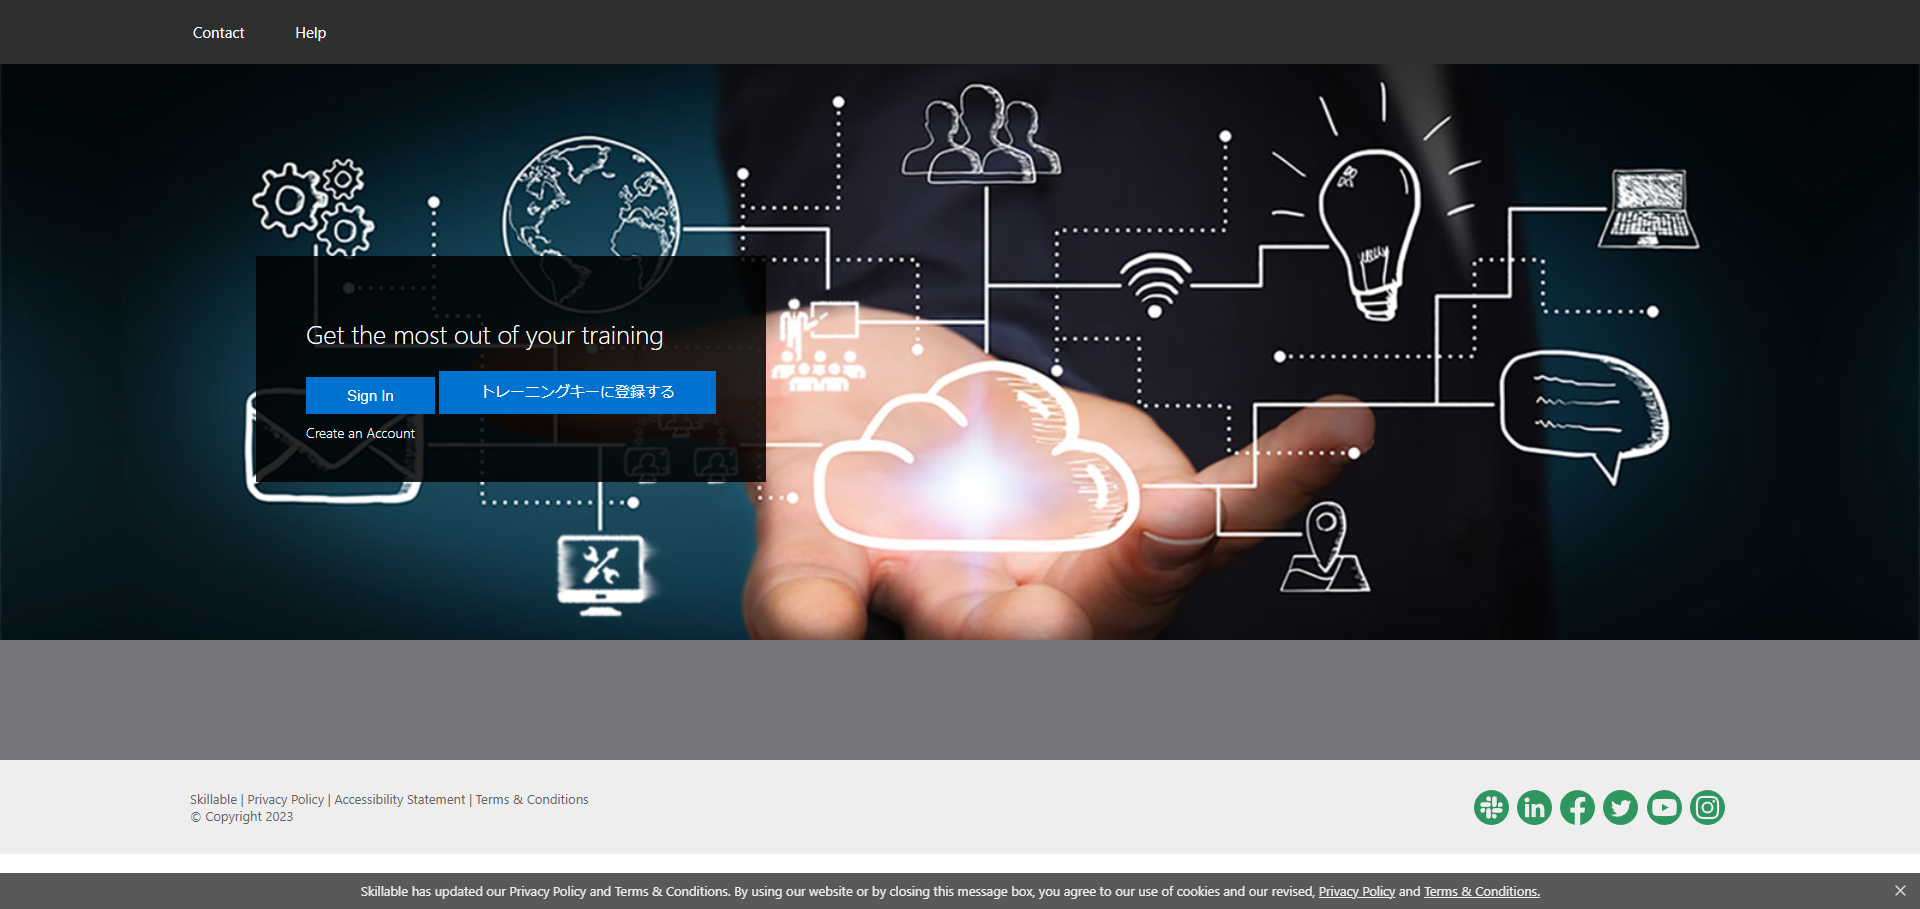 Contact
Help
Get the most out of your training
Sign In
トレーニングキーに登録する
Create an Account
Skillable | Privacy Policy | Accessibility Statement | Terms & Conditions
© Copyright 2023
Skillable has updated our Privacy Policy and Terms & Conditions. By using our website or by closing this message box, you agree to our use of cookies and our revised, Privacy Policy and Terms & Conditions.